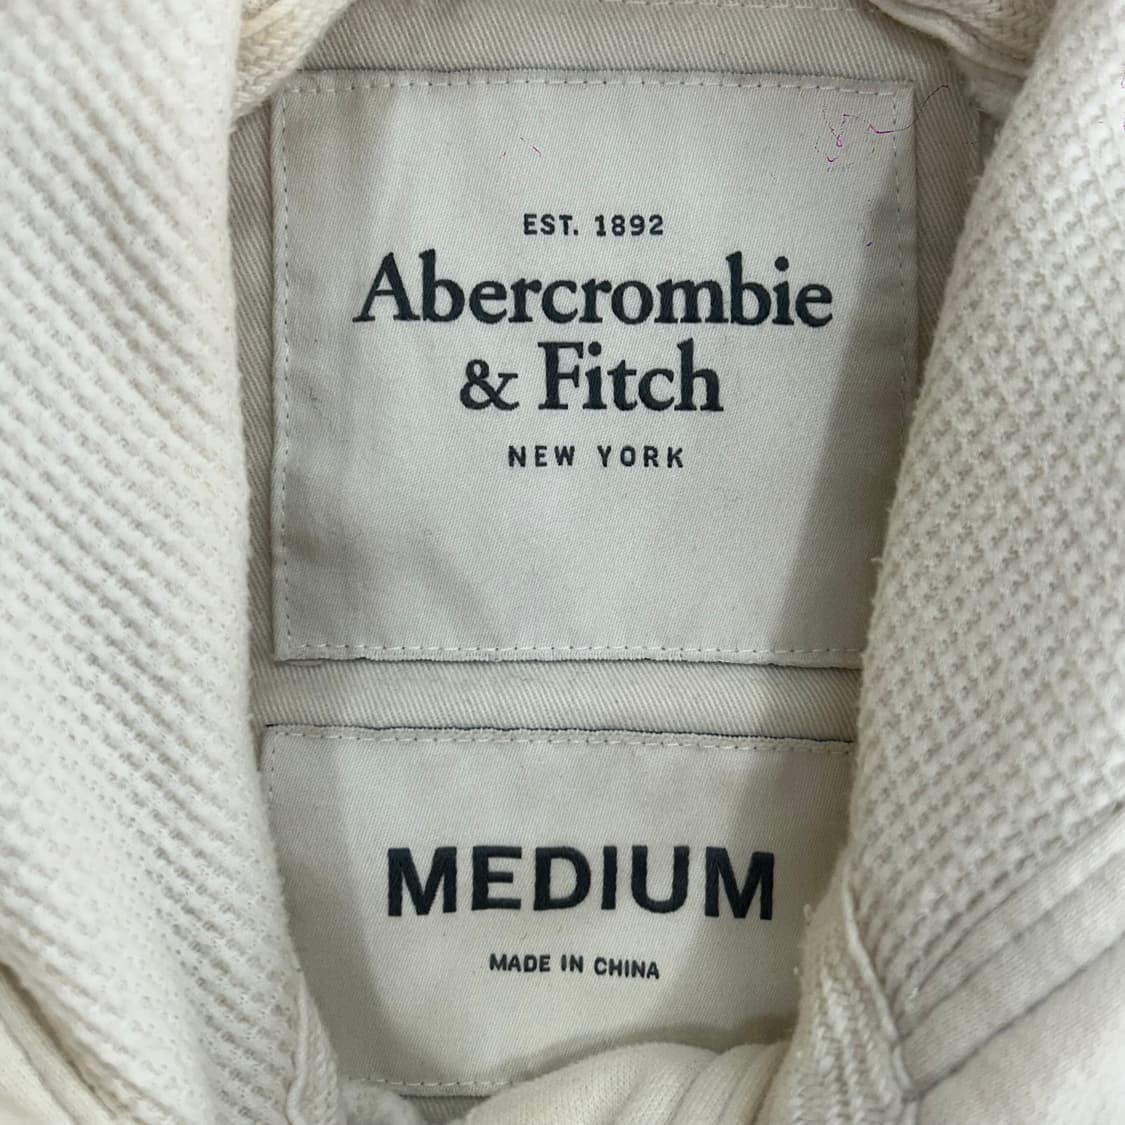 EST. 1892
Abercrombie
& Fitch
NEW YORK
MEDIUM
MADE IN CHINA